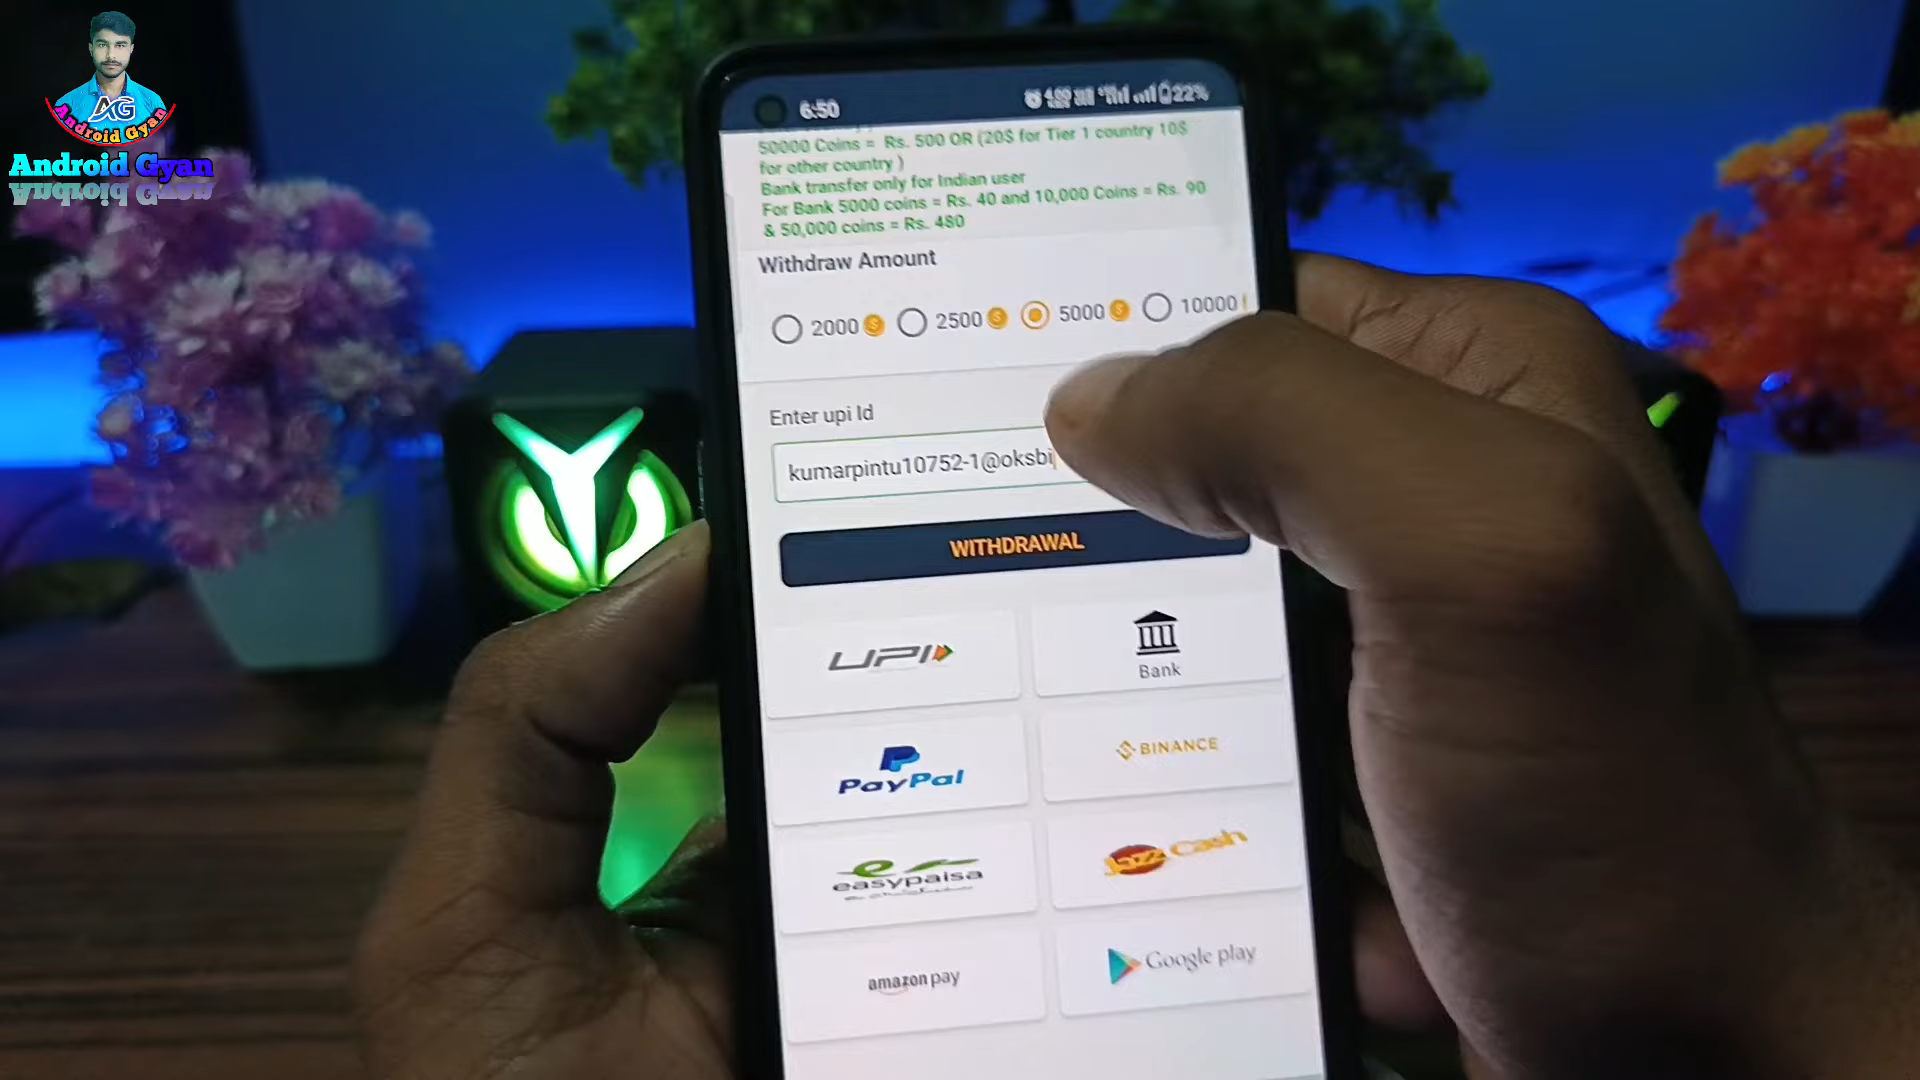 AG
Android Gyan
Android Gyan
6:50
22%
50000 Coins = Rs. 500 OR (20$ for Tier 1 country 10$
for other country )
Bank transfer only for Indian user
For Bank 5000 coins = Rs. 40 and 10,000 Coins = Rs. 90
& 50,000 coins = Rs. 480
Withdraw Amount
2000 2500 5000 10000
Enter upi Id
kumarpintu10752-1@oksbi
WITHDRAWAL
UPI
Bank
PayPal
BINANCE
easypaisa
Jazz Cash
amazon pay
Google play